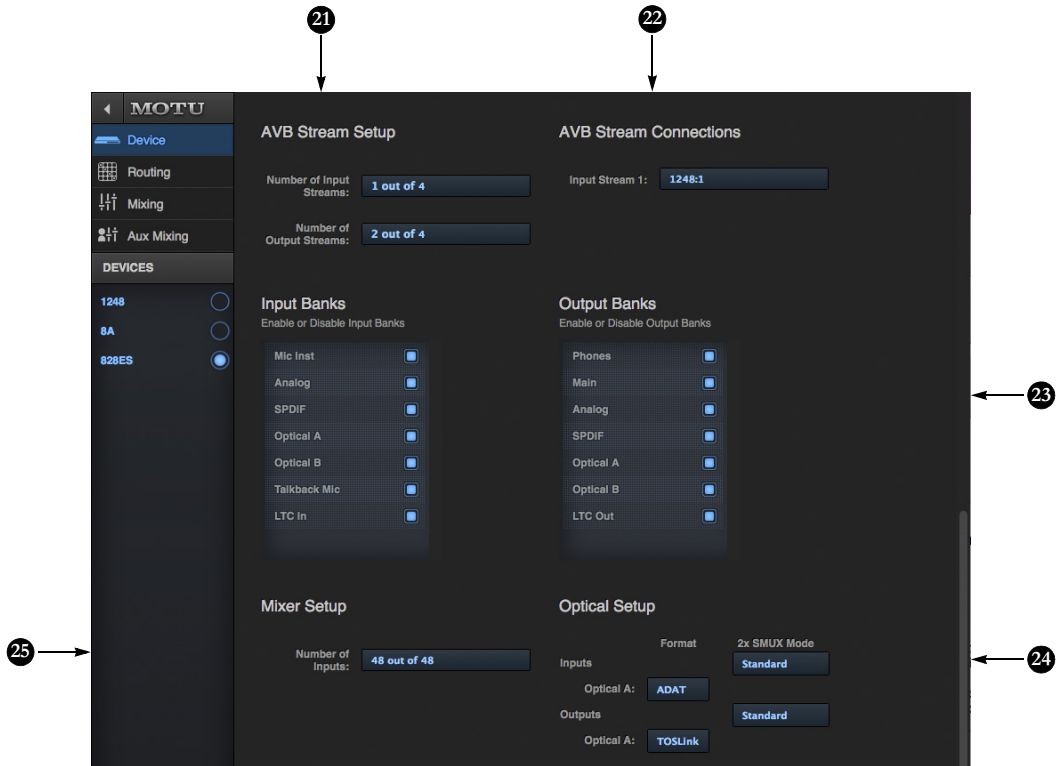 21
22
MOTU
Device
Routing
Mixing
Aux Mixing
DEVICES
1248
8A
828ES
AVB Stream Setup
Number of Input
Streams:
1 out of 4
Number of
Output Streams:
2 out of 4
AVB Stream Connections
Input Stream 1:
1248:1
Input Banks
Enable or Disable Input Banks
Mic Inst
Analog
SPDIF
Optical A
Optical B
Talkback Mic
LTC In
Output Banks
Enable or Disable Output Banks
Phones
Main
Analog
SPDIF
Optical A
Optical B
LTC Out
23
Mixer Setup
Number of
Inputs:
48 out of 48
Optical Setup
Format
2x SMUX Mode
Inputs
Standard
Optical A:
ADAT
Outputs
Standard
Optical A:
TOSLink
24
25